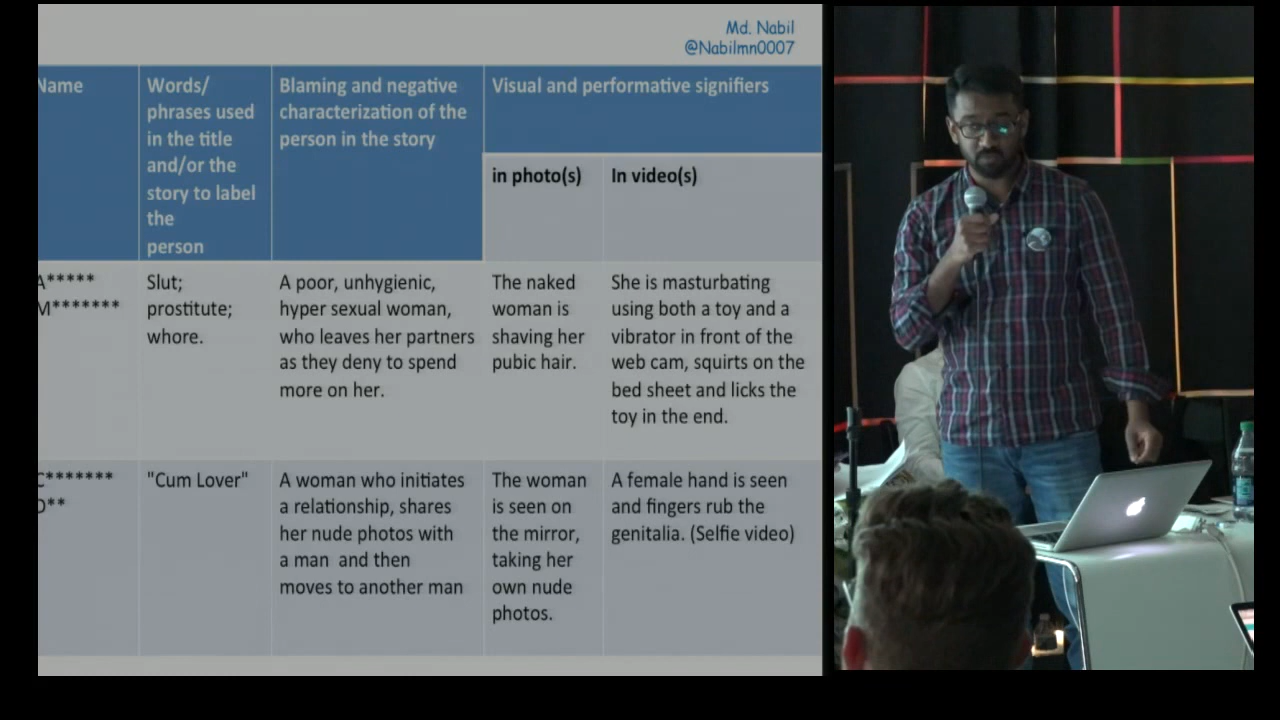 Md. Nabil
@Nabilmn0007
Name
Words/
phrases used
in the title
and/or the
story to label
the
person
Blaming and negative
characterization of the
person in the story
Visual and performative signifiers
in photo(s)
In video(s)
A*****
M*******
Slut;
prostitute;
whore.
A poor, unhygienic,
hyper sexual woman,
who leaves her partners
as they deny to spend
more on her.
The naked
woman is
shaving her
pubic hair.
She is masturbating
using both a toy and a
vibrator in front of the
web cam, squirts on the
bed sheet and licks the
toy in the end.
C*******
D**
"Cum Lover"
A woman who initiates
a relationship, shares
her nude photos with
a man and then
moves to another man
The woman
is seen on
the mirror,
taking her
own nude
photos.
A female hand is seen
and fingers rub the
genitalia. (Selfie video)